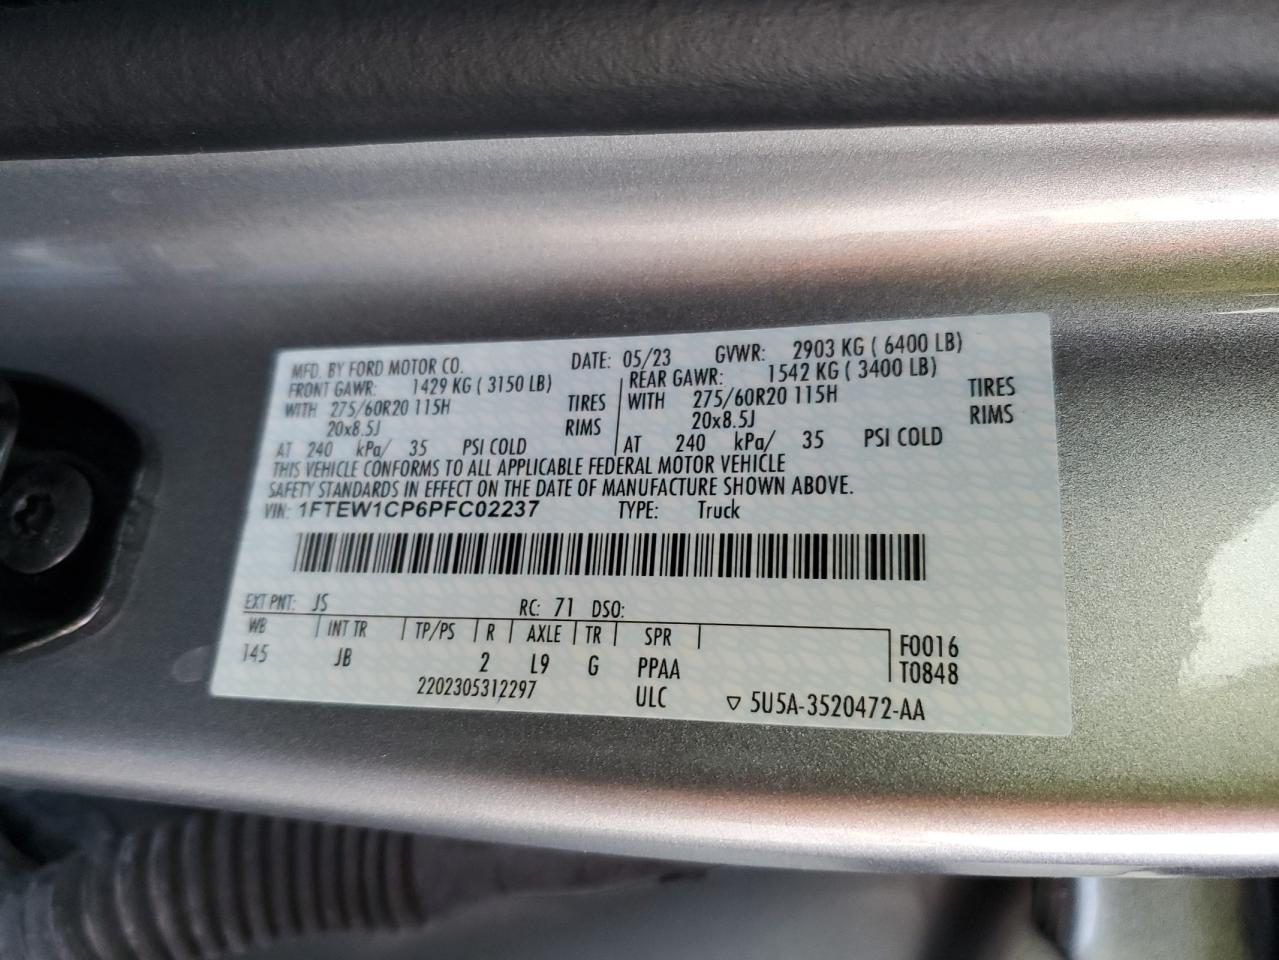 MFD. BY FORD MOTOR CO. DATE: 05/23 GVWR: 2903 KG ( 6400 LB)
FRONT GAWR: 1429 KG ( 3150 LB) REAR GAWR: 1542 KG ( 3400 LB)
WITH 275/60R20 115H TIRES WITH 275/60R20 115H TIRES
20x8.5J RIMS 20x8.5J RIMS
AT 240 kPa/ 35 PSI COLD AT 240 kPa/ 35 PSI COLD
THIS VEHICLE CONFORMS TO ALL APPLICABLE FEDERAL MOTOR VEHICLE
SAFETY STANDARDS IN EFFECT ON THE DATE OF MANUFACTURE SHOWN ABOVE.
VIN: 1FTEW1CP6PFC02237 TYPE: Truck
EXT PNT: JS RC: 71 DSO:
WB INT TR TP/PS R AXLE TR SPR F0016
145 JB 2 L9 G PPAA T0848
2202305312297 ULC ▽ 5U5A-3520472-AA